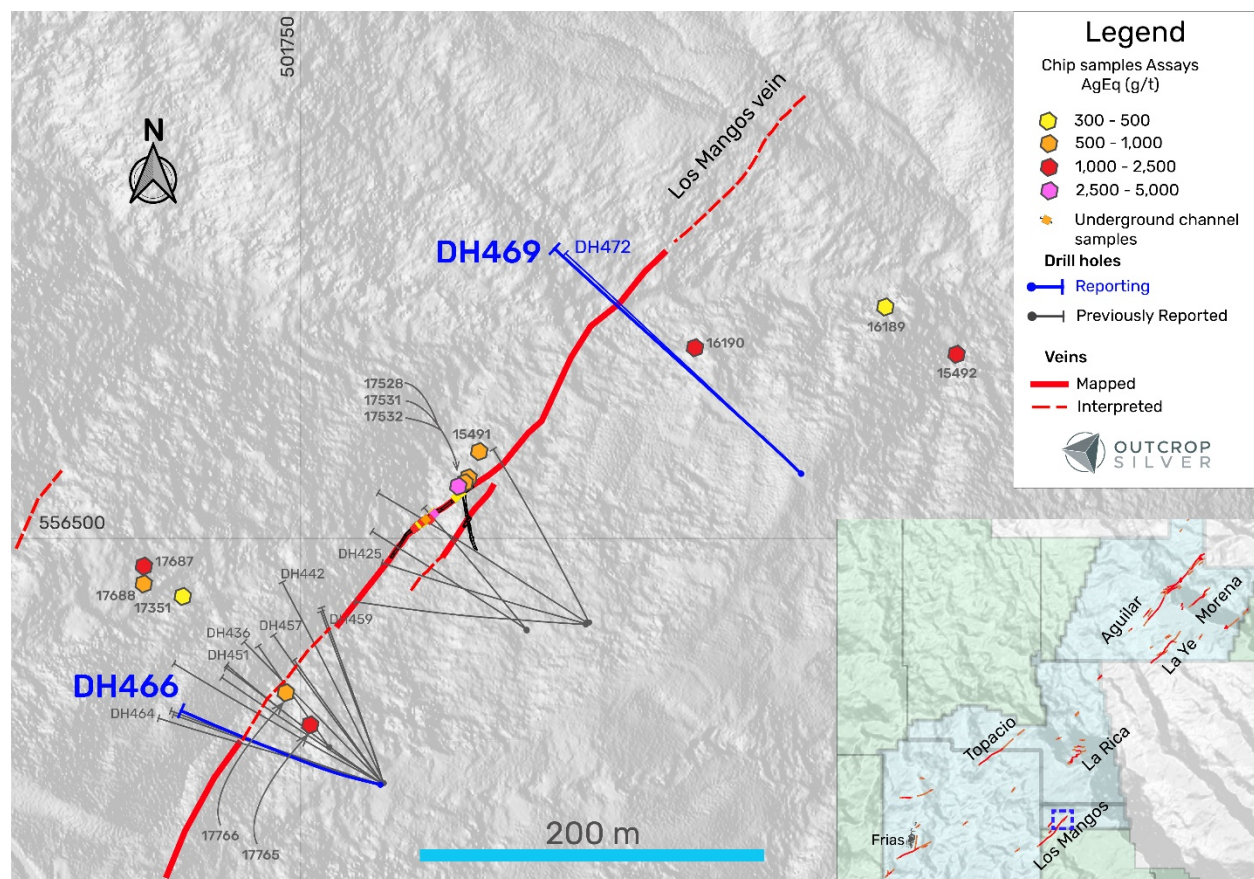 501750
N
Los Mangos vein
DH469
DH472
16189
16190
15492
17528
17531
17532
15491
556500
17687
17688
17351
DH425
DH442
DH459
DH457
DH436
DH451
DH466
DH464
17766
17765
200 m
Legend
Chip samples Assays
AgEq (g/t)
300 - 500
500 - 1,000
1,000 - 2,500
2,500 - 5,000
Underground channel
samples
Drill holes
Reporting
Previously Reported
Veins
Mapped
Interpreted
OUTCROP
SILVER
Aguilar
Morena
La Ye
Topacio
La Rica
Frias
Los Mangos